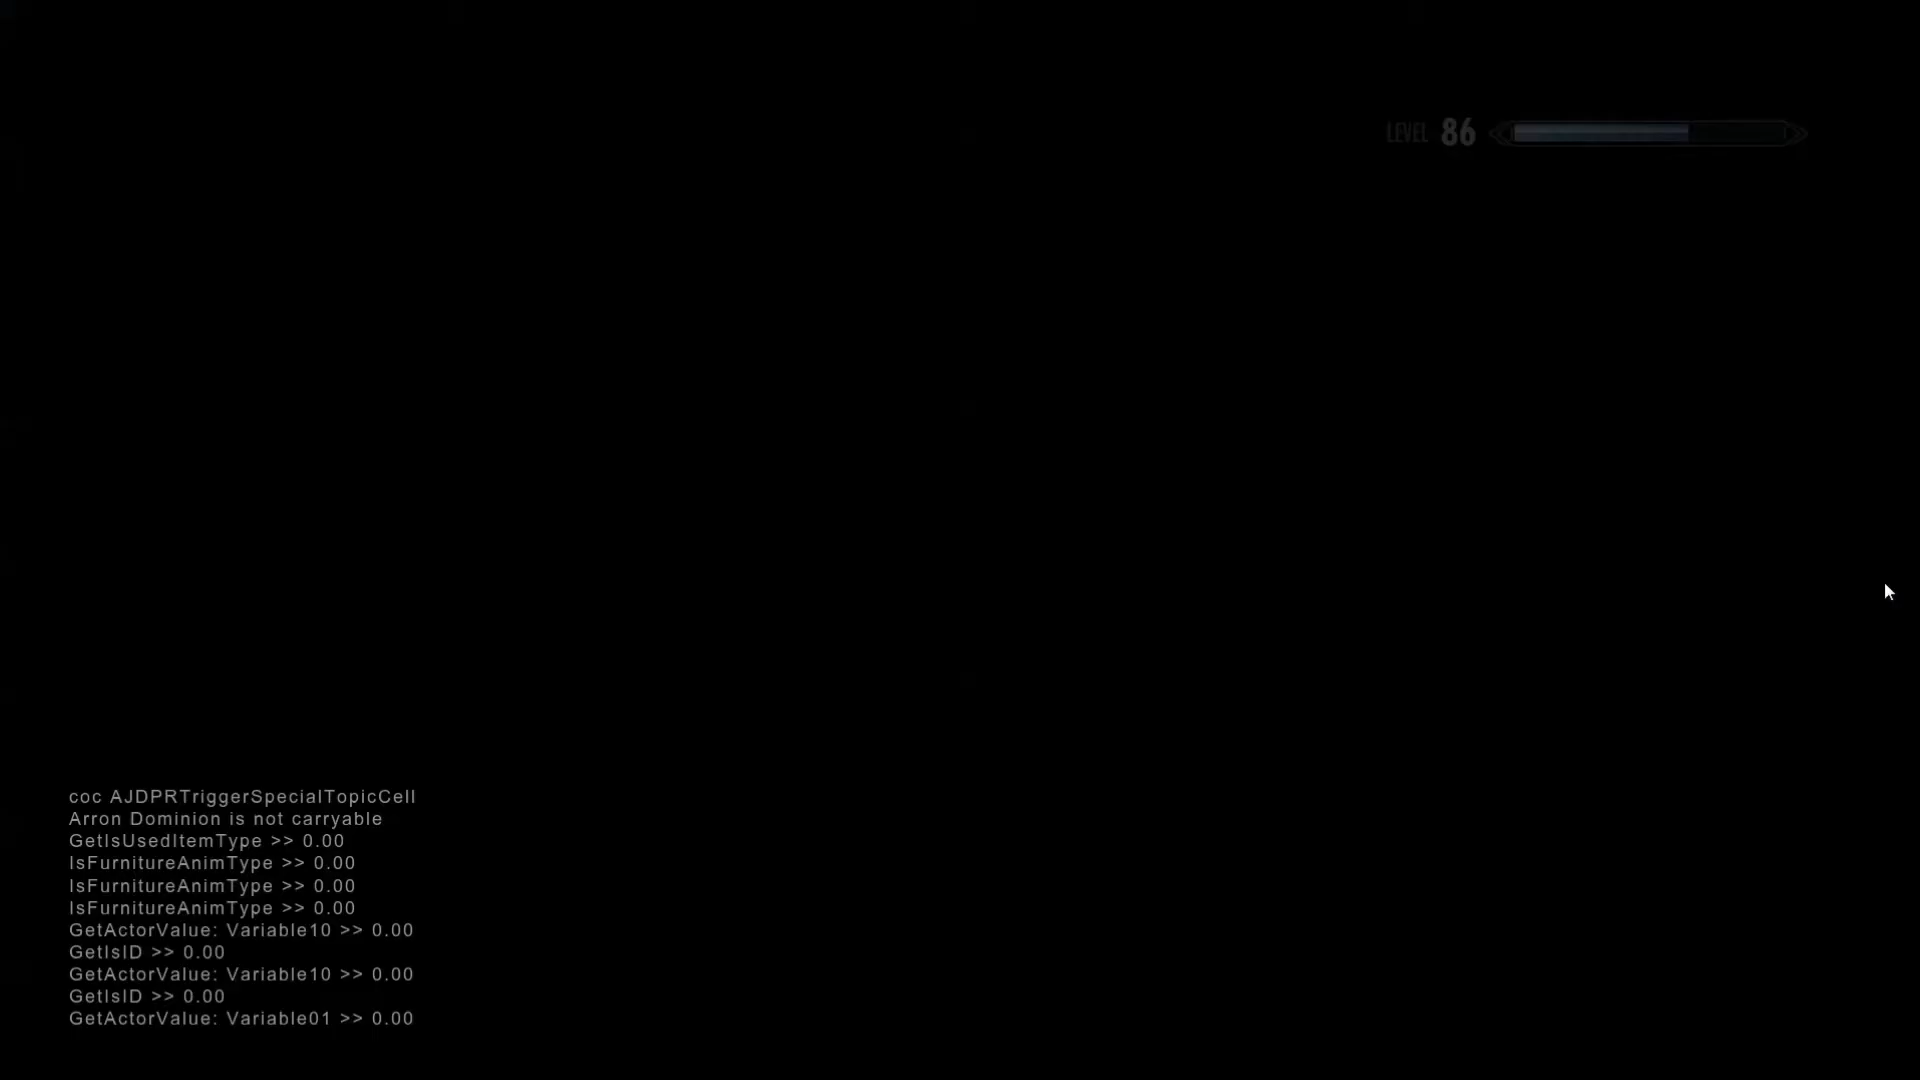 LEVEL 86
coc AJDPRTriggerSpecialTopicCell
Arron Dominion is not carryable
GetIsUsedItemType >> 0.00
IsFurnitureAnimType >> 0.00
IsFurnitureAnimType >> 0.00
IsFurnitureAnimType >> 0.00
GetActorValue: Variable10 >> 0.00
GetIsID >> 0.00
GetActorValue: Variable10 >> 0.00
GetIsID >> 0.00
GetActorValue: Variable01 >> 0.00